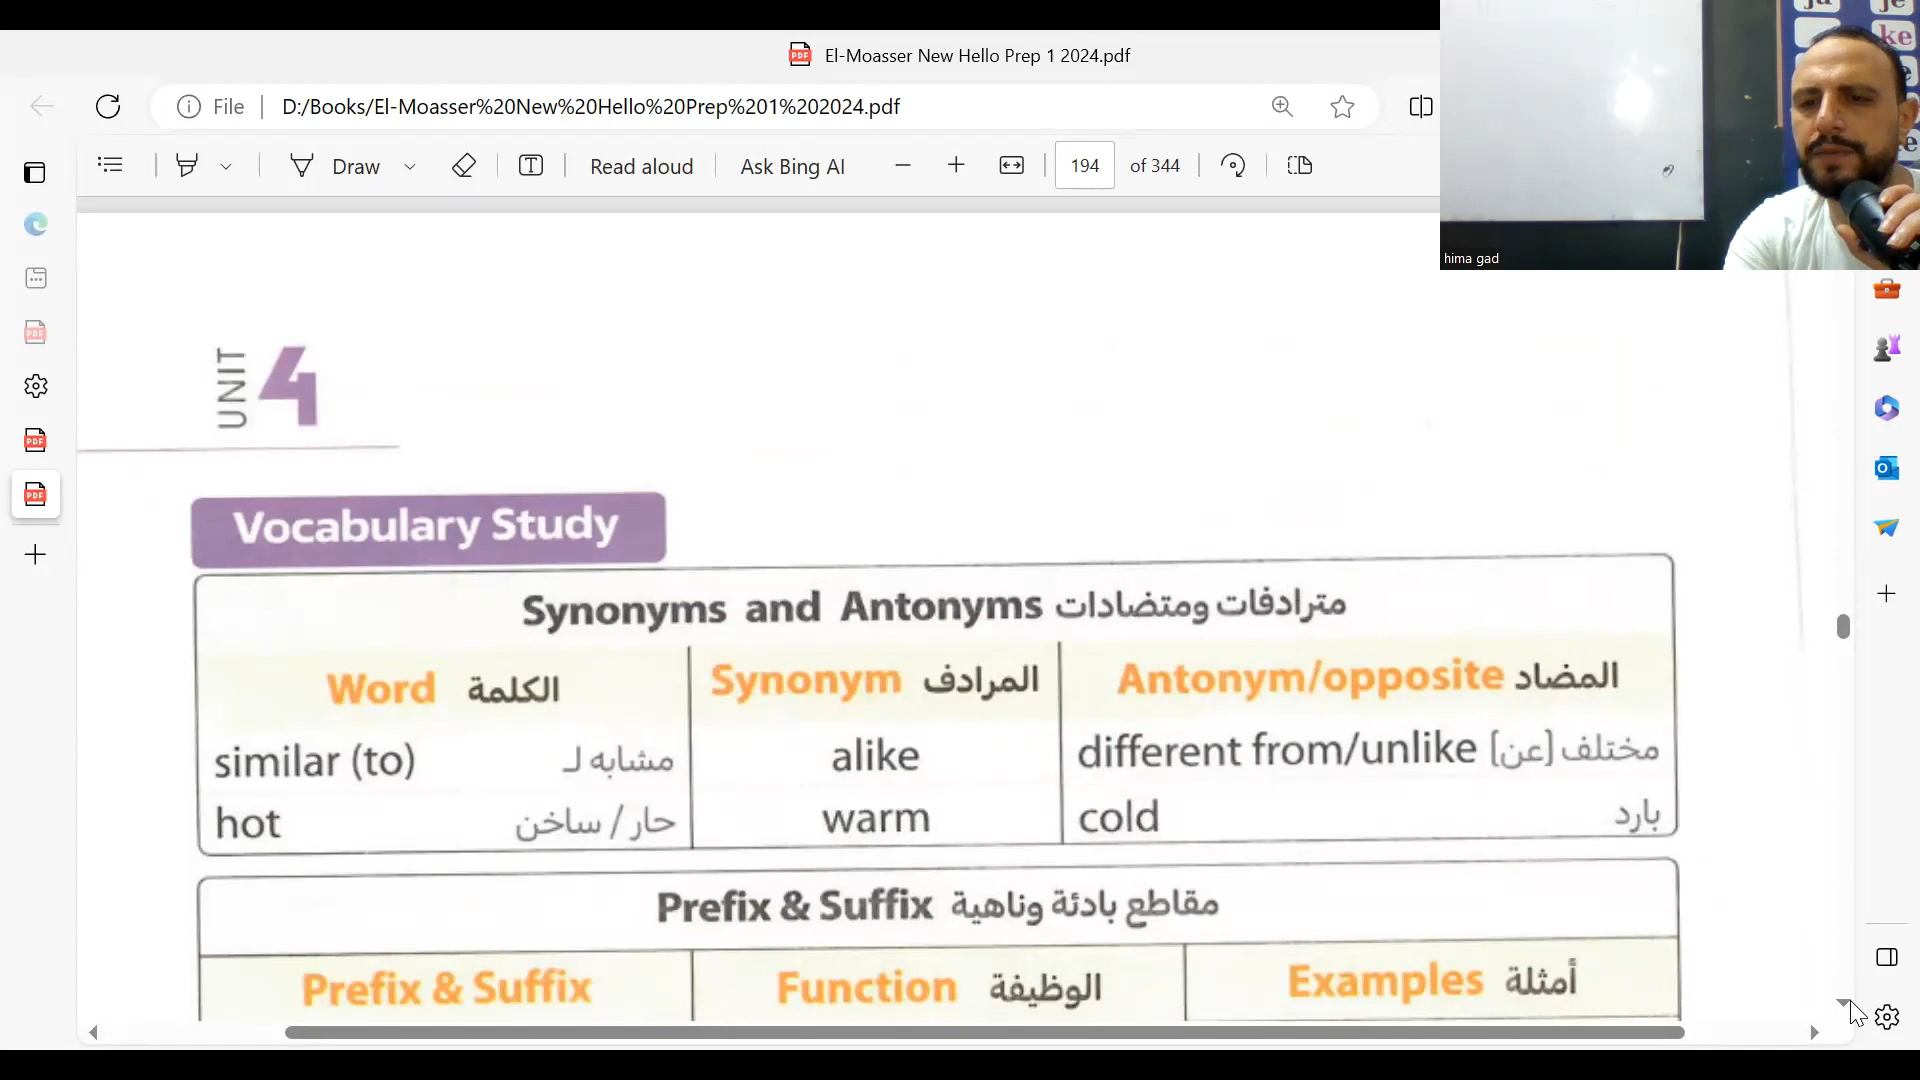 El-Moasser New Hello Prep 1 2024.pdf
File D:/Books/El-Moasser%20New%20Hello%20Prep%201%202024.pdf
Draw Read aloud Ask Bing AI 194 of 344
ke
hima gad
UNIT 4
Vocabulary Study
Synonyms and Antonyms مترادفات ومتضادات
Word الكلمة Synonym المرادف Antonym/opposite المضاد
similar (to) مشابه لـ alike different from/unlike مختلف [عن]
hot حار / ساخن warm cold بارد
Prefix & Suffix مقاطع بادئة وناهية
Prefix & Suffix Function الوظيفة Examples أمثلة